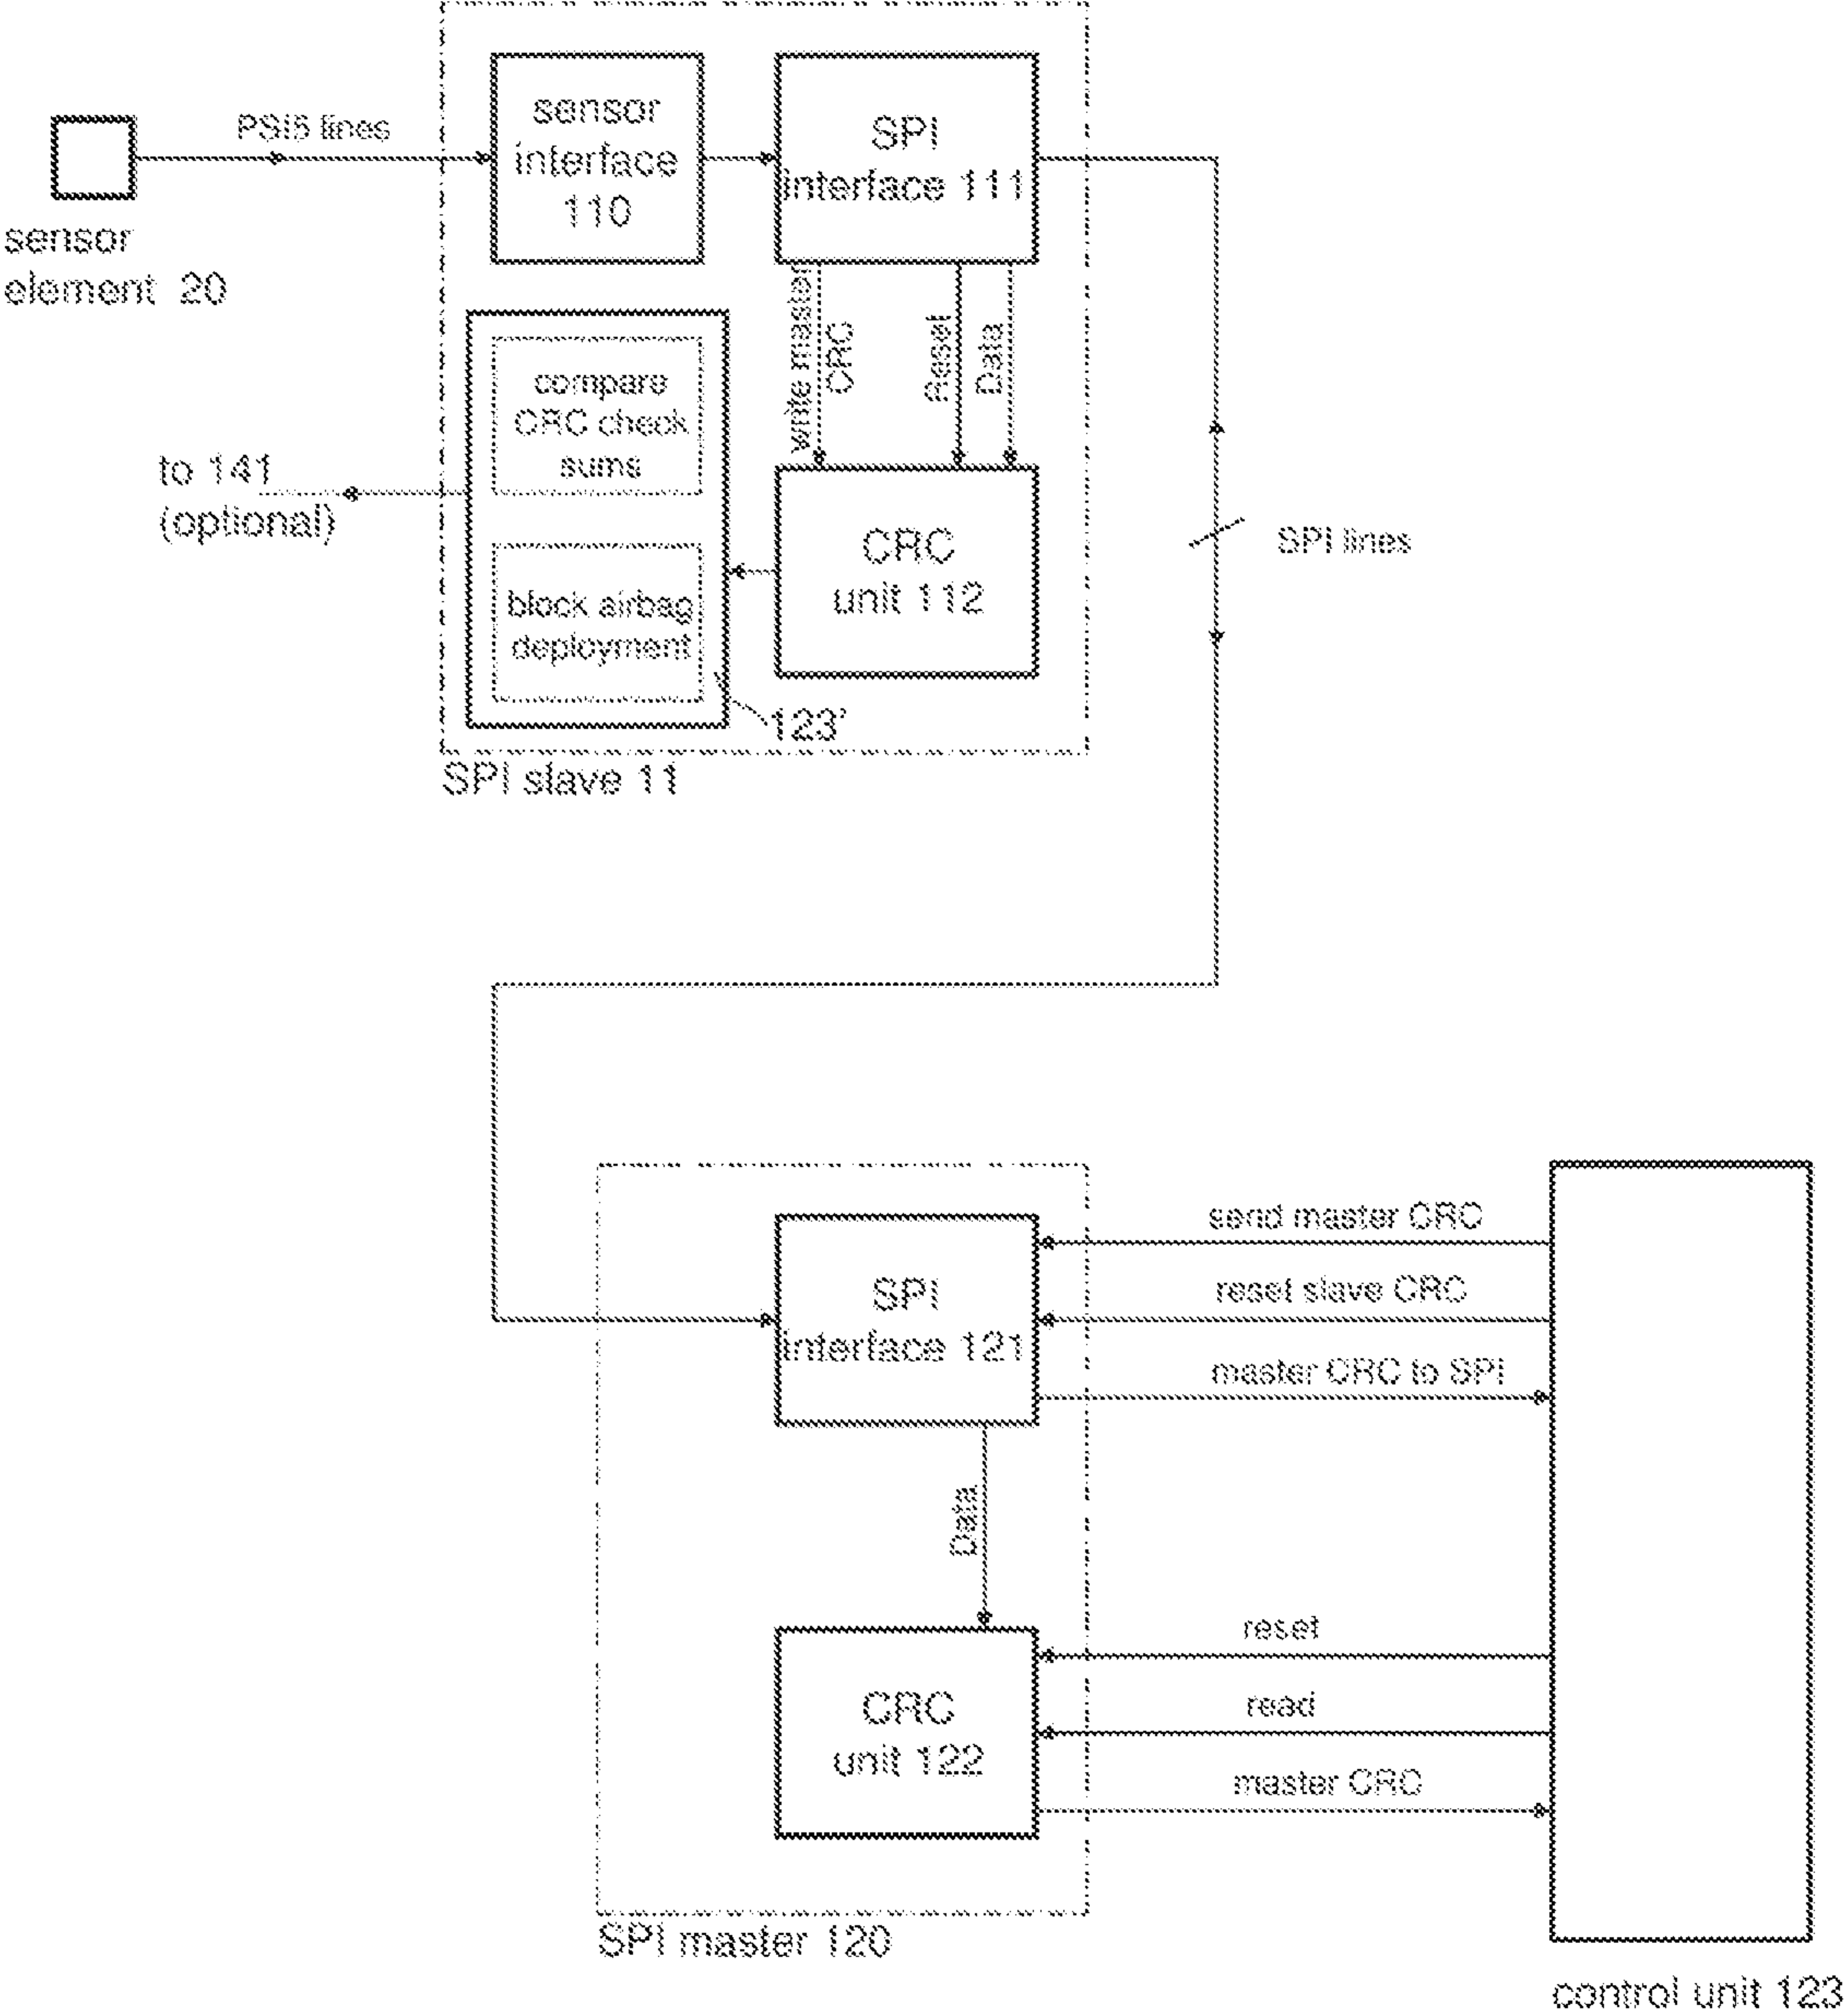 PSI5 lines
sensor
element 20
sensor
interface
110
SPI
interface 111
write master
CRC
Reset
Data
compare
CRC check
sums
block airbag
deployment
123'
to 141
(optional)
CRC
unit 112
SPI lines
SPI slave 11
SPI
interface 121
send master CRC
reset slave CRC
master CRC to SPI
Data
CRC
unit 122
reset
read
master CRC
SPI master 120
control unit 123